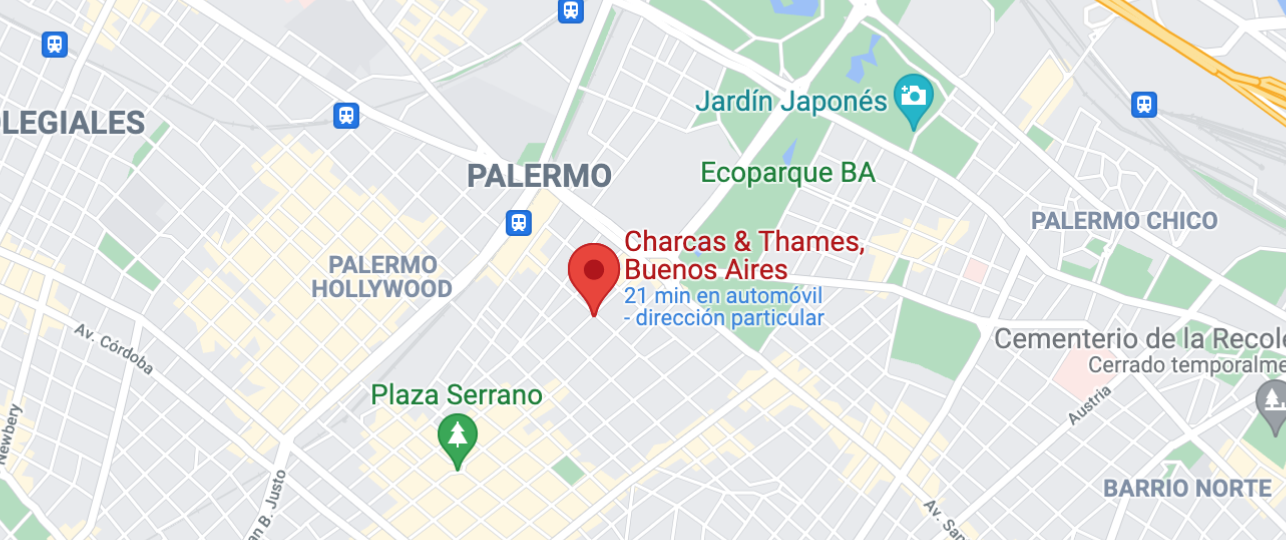 LEGIALES
Jardín Japonés
PALERMO
Ecoparque BA
PALERMO CHICO
Charcas & Thames,
Buenos Aires
PALERMO
HOLLYWOOD
21 min en automóvil
- dirección particular
Av. Córdoba
Cementerio de la Recole
Cerrado temporalme
Plaza Serrano
Austria
Newbery
an B. Justo
BARRIO NORTE
Av. San